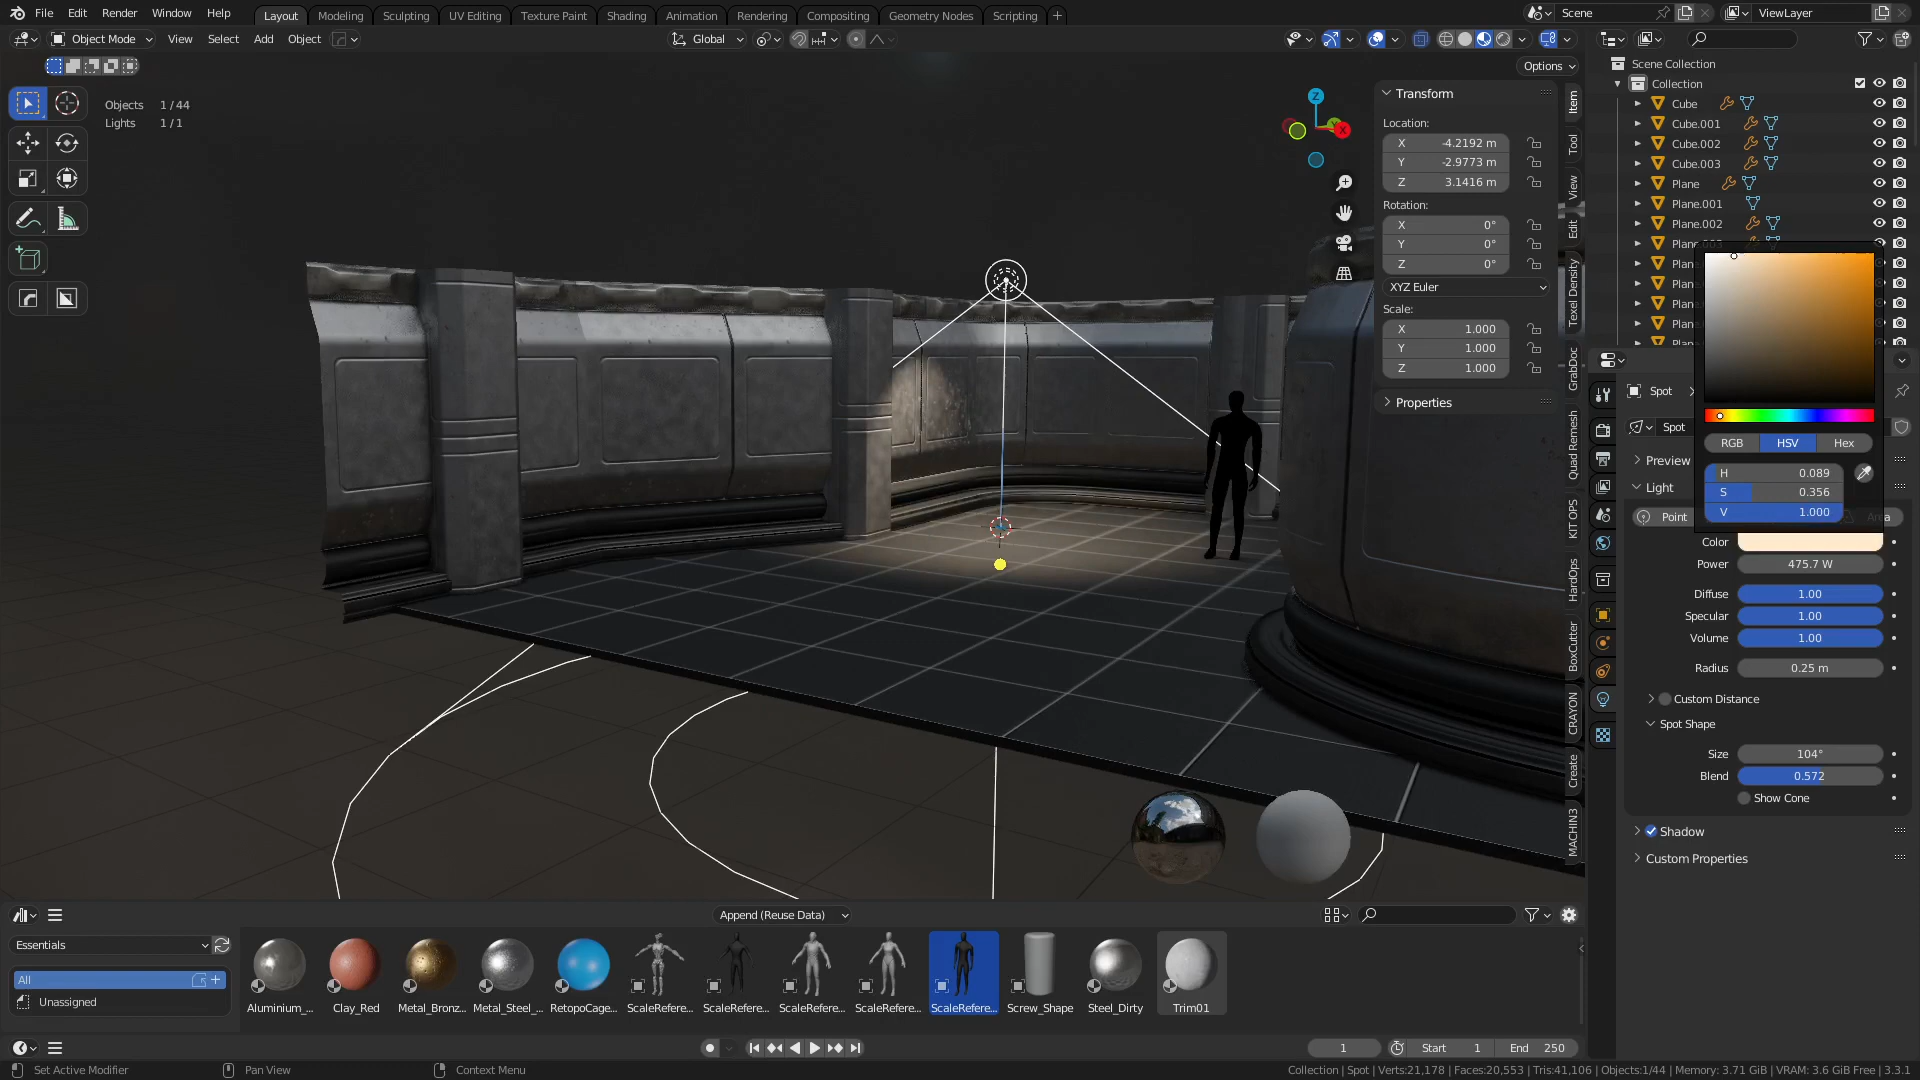 File Edit Render Window Help
Layout Modeling Sculpting UV Editing Texture Paint Shading Animation Rendering Compositing Geometry Nodes Scripting +
Scene
ViewLayer
Object Mode View Select Add Object
Global
Options
Objects 1 / 44
Lights 1 / 1
Z
X
Transform
Location:
X -4.2192 m
Y -2.9773 m
Z 3.1416 m
Rotation:
X 0°
Y 0°
Z 0°
XYZ Euler
Scale:
X 1.000
Y 1.000
Z 1.000
Properties
Item
Tool
View
Edit
Texel Density
GrabDoc
Quad Remesh
KIT OPS
HardOps
BoxCutter
CRAYON
Create
MACHIN3
Scene Collection
Collection
Cube
Cube.001
Cube.002
Cube.003
Plane
Plane.001
Plane.002
Plane.003
Plan
Plan
Plan
Plan
Plan
Spot
Spot
RGB HSV Hex
H 0.089
S 0.356
V 1.000
Preview
Light
Point
Area
Color
Power 475.7 W
Diffuse 1.00
Specular 1.00
Volume 1.00
Radius 0.25 m
Custom Distance
Spot Shape
Size 104°
Blend 0.572
Show Cone
Shadow
Custom Properties
Append (Reuse Data)
Essentials
All +
Unassigned
Aluminium_... Clay_Red Metal_Bronz... Metal_Steel_... RetopoCage... ScaleRefere... ScaleRefere... ScaleRefere... ScaleRefere... ScaleRefere... Screw_Shape Steel_Dirty Trim01
1 Start 1 End 250
Set Active Modifier Pan View Context Menu
Collection | Spot | Verts:21,178 | Faces:20,553 | Tris:41,106 | Objects:1/44 | Memory: 3.71 GiB | VRAM: 3.6 GiB Free | 3.3.1